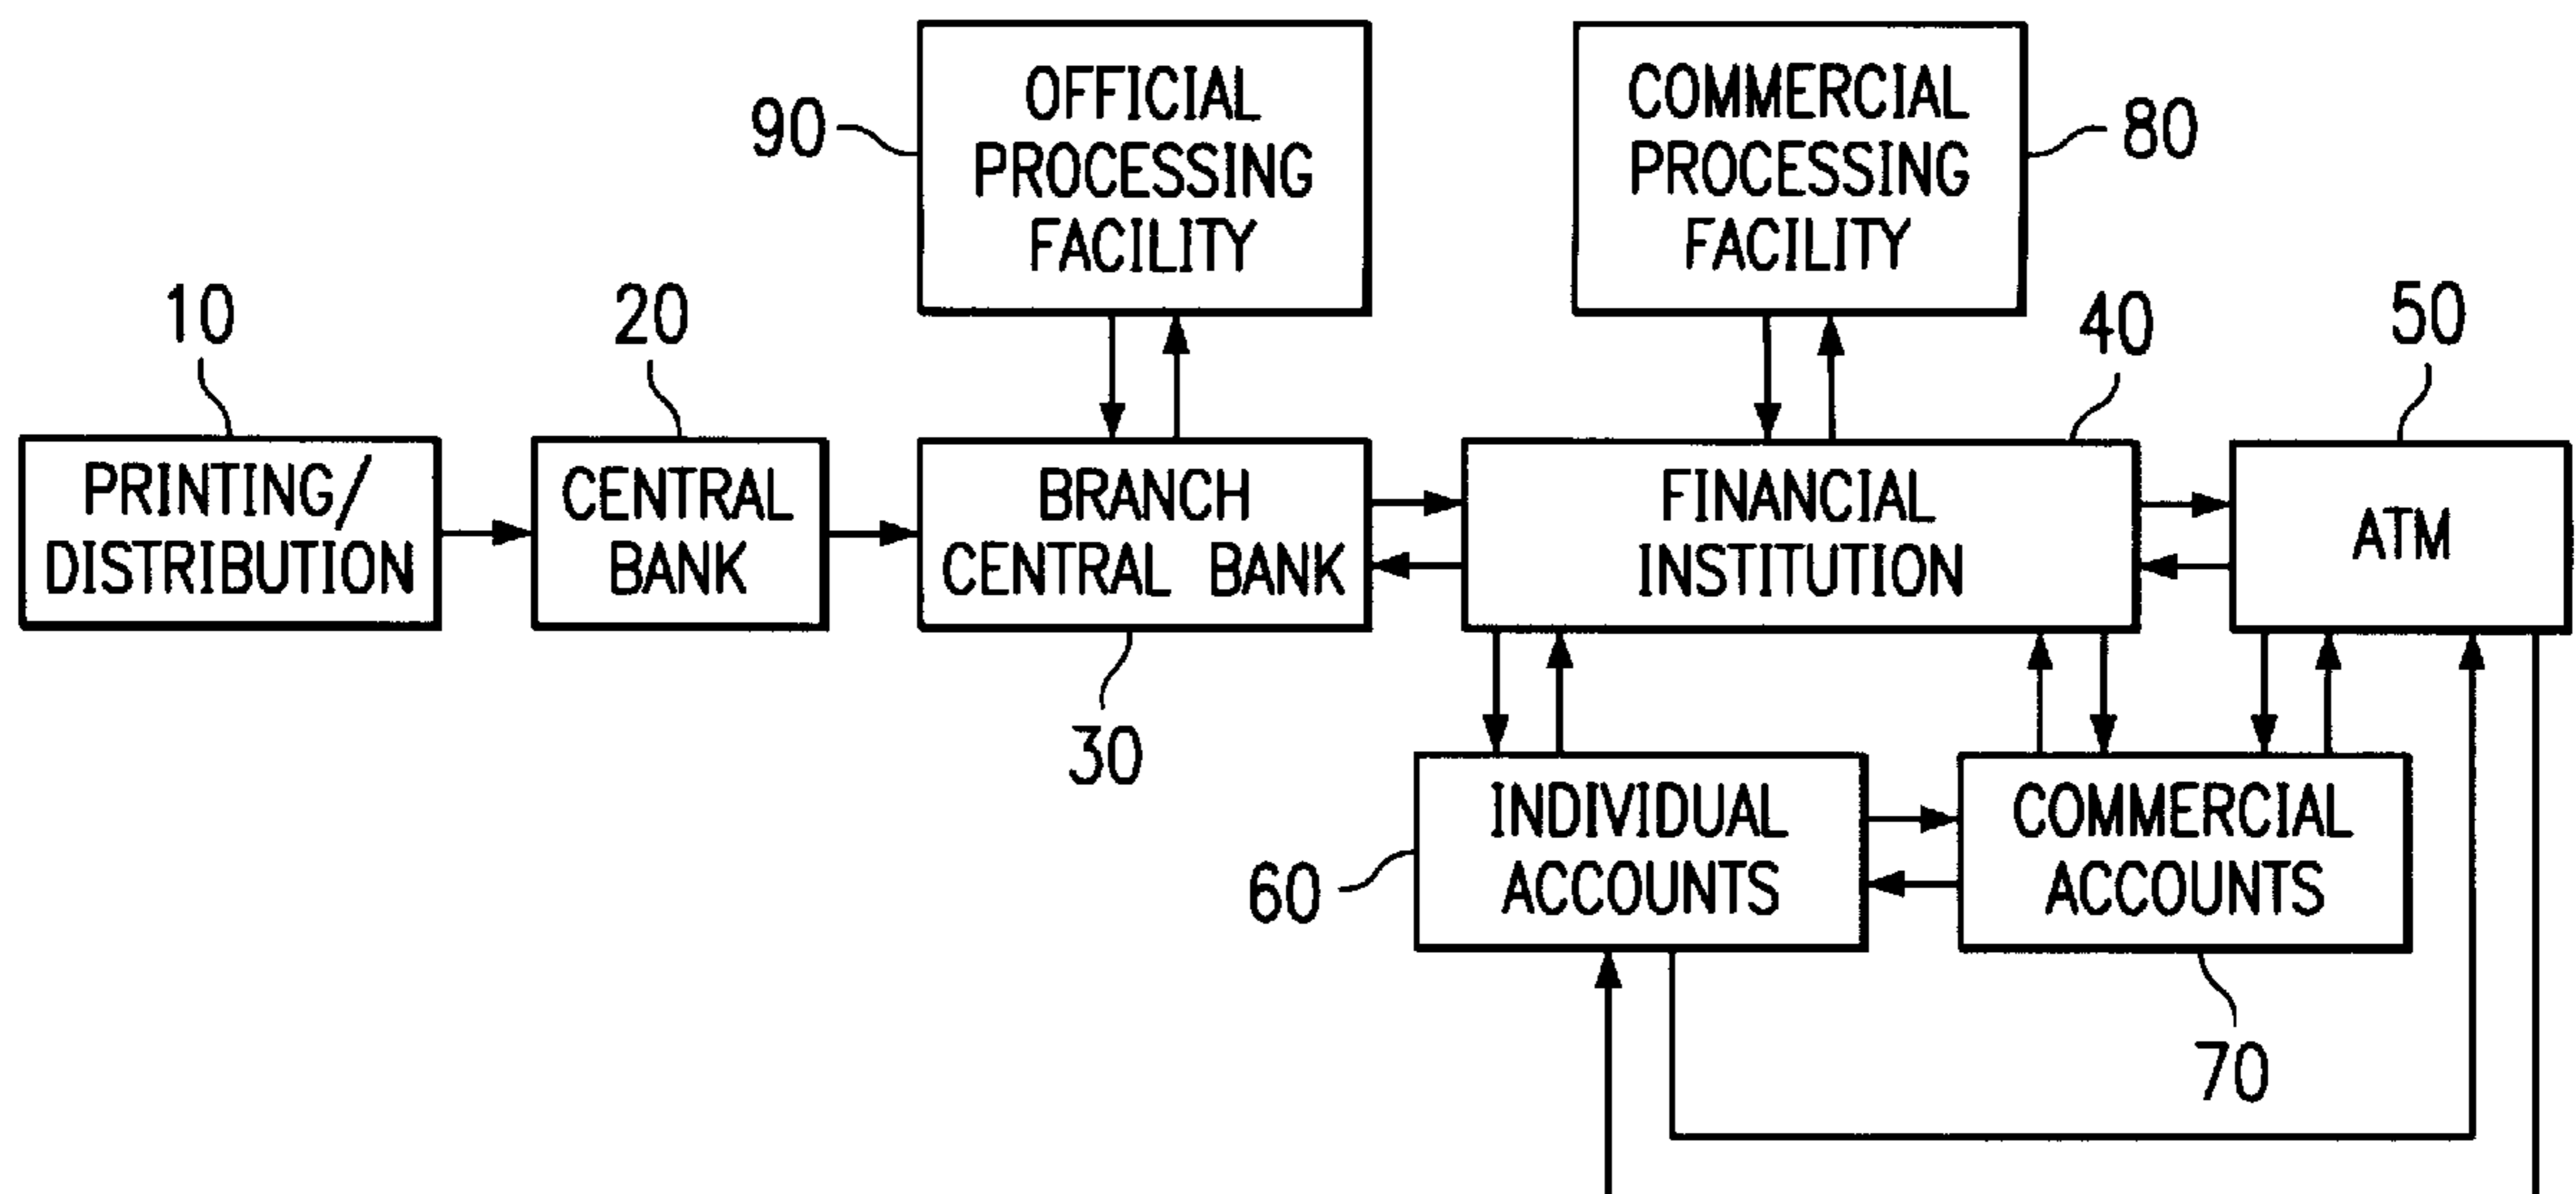 OFFICIAL
PROCESSING
FACILITY
90
COMMERCIAL
PROCESSING
FACILITY
80
10
20
40
50
PRINTING/
DISTRIBUTION
CENTRAL
BANK
BRANCH
CENTRAL BANK
FINANCIAL
INSTITUTION
ATM
30
INDIVIDUAL
ACCOUNTS
COMMERCIAL
ACCOUNTS
60
70